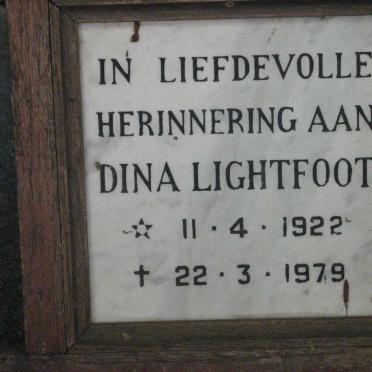 IN LIEFDEVOLLE
HERINNERING AAN
DINA LIGHTFOOT
☆ 11 · 4 · 1922
† 22 · 3 · 1979